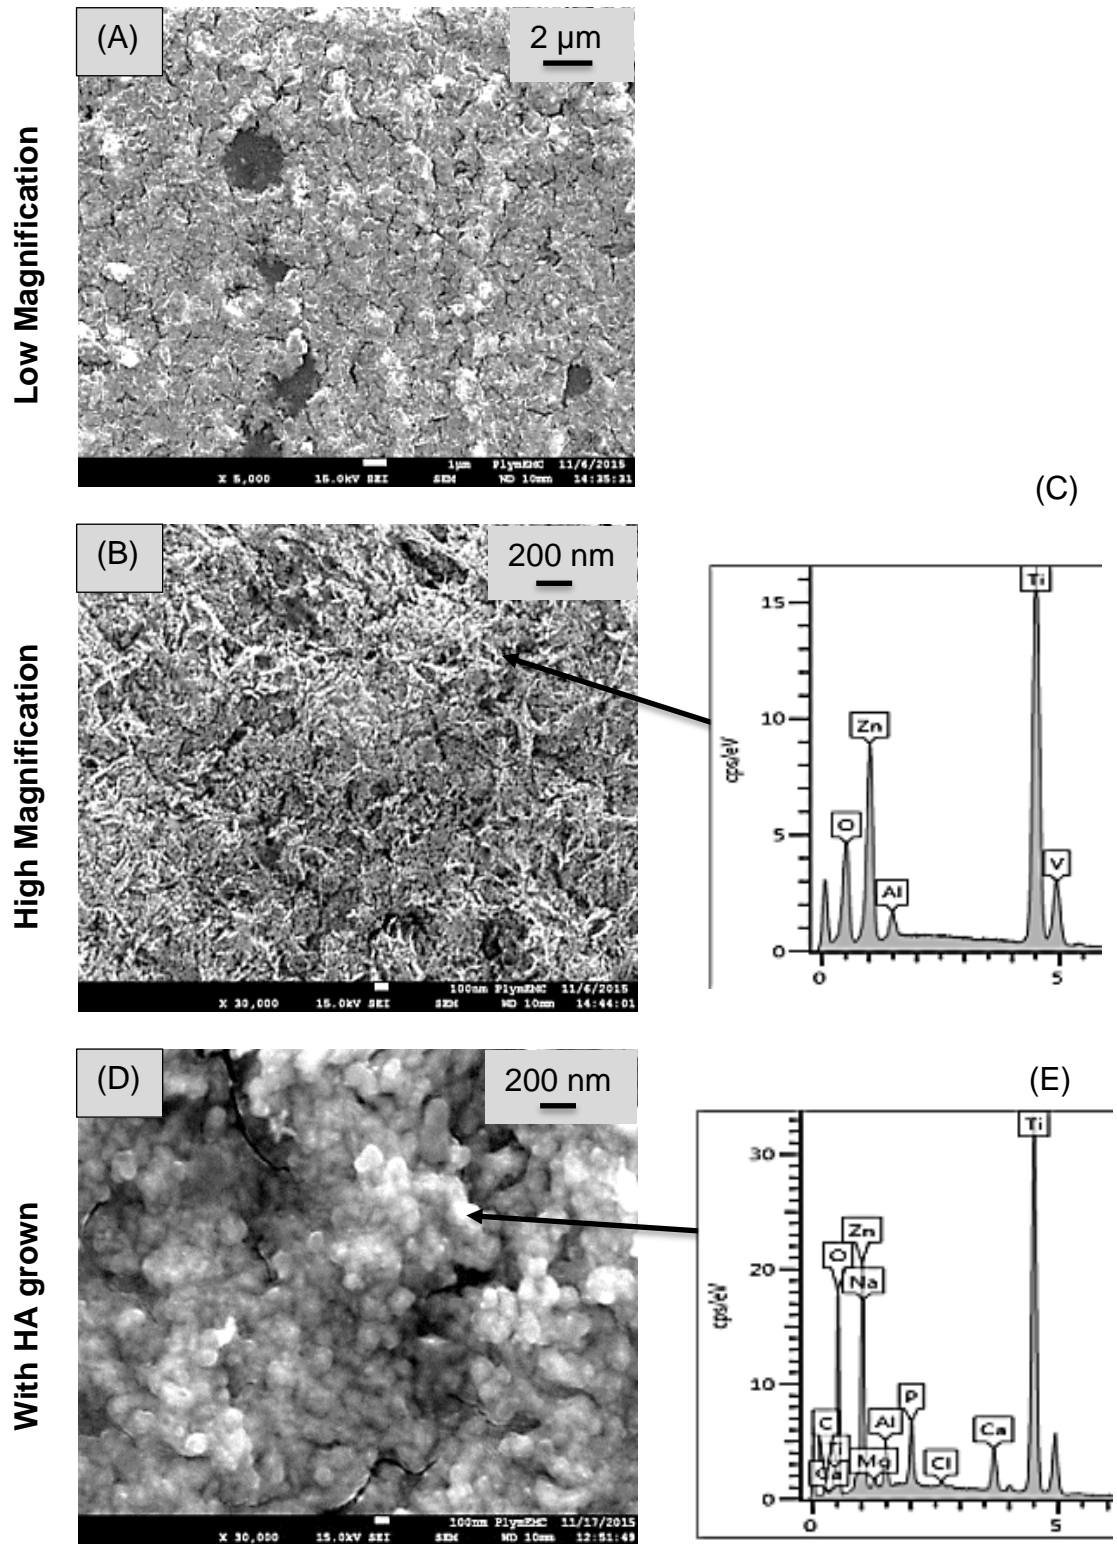 Low Magnification
(A)
2 µm
1µm PlymEMC 11/6/2015
X 5,000 15.0kV SEI SEM WD 10mm 14:35:31
High Magnification
(B)
200 nm
100nm PlymEMC 11/6/2015
X 30,000 15.0kV SEI SEM WD 10mm 14:44:01
(C)
cps/eV
15
10
5
0
Ti
Zn
O
Al
V
0 5
With HA grown
(D)
200 nm
100nm PlymEMC 11/17/2015
X 30,000 15.0kV SEI SEM WD 10mm 12:51:49
(E)
cps/eV
30
20
10
0
Ti
Zn
O
Na
C
Ti
Ca
Al
Mg
P
Cl
Ca
0 5